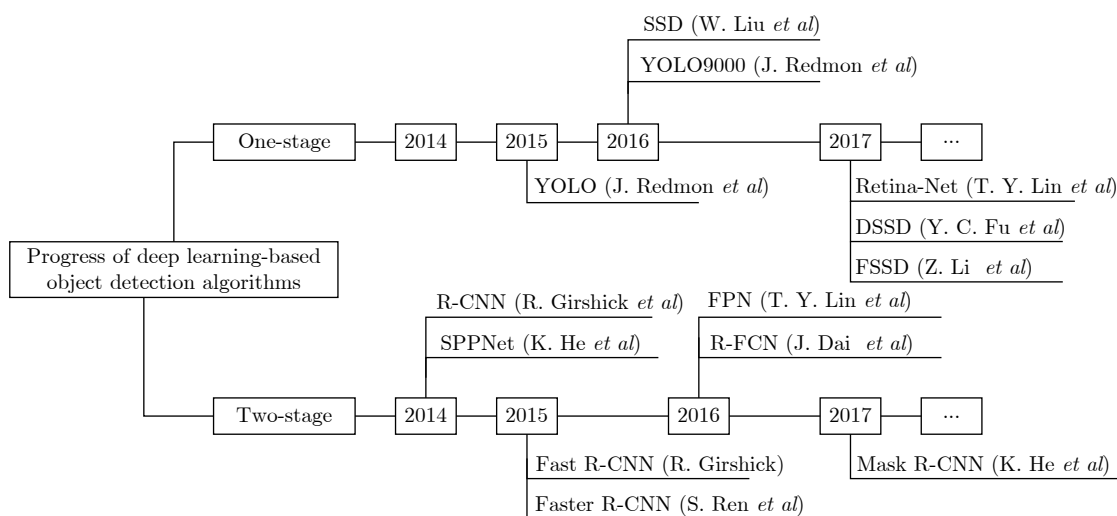 SSD (W. Liu et al)
YOLO9000 (J. Redmon et al)
One-stage
2014
2015
2016
2017
...
YOLO (J. Redmon et al)
Retina-Net (T. Y. Lin et al)
DSSD (Y. C. Fu et al)
FSSD (Z. Li et al)
Progress of deep learning-based
object detection algorithms
R-CNN (R. Girshick et al)
SPPNet (K. He et al)
FPN (T. Y. Lin et al)
R-FCN (J. Dai et al)
Two-stage
2014
2015
2016
2017
...
Fast R-CNN (R. Girshick)
Faster R-CNN (S. Ren et al)
Mask R-CNN (K. He et al)